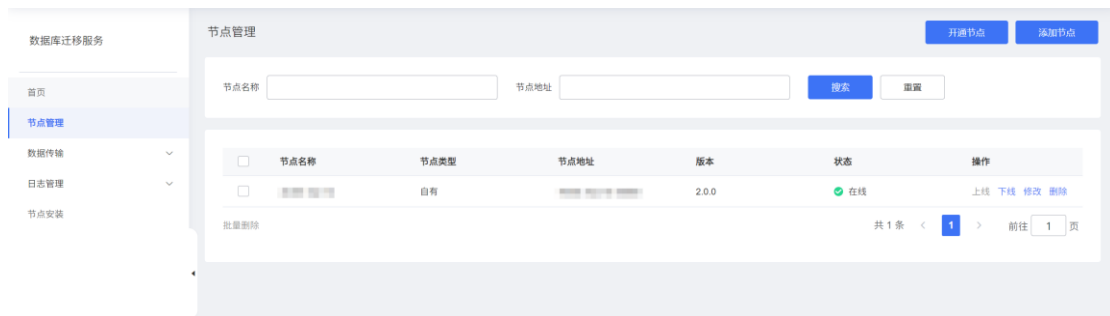 数据库迁移服务
首页
节点管理
数据传输
日志管理
节点安装
节点管理 开通节点 添加节点
节点名称 节点地址 搜索 重置
节点名称 节点类型 节点地址 版本 状态 操作
自有 2.0.0 在线 上线 下线 修改 删除
批量删除 共 1 条 < 1 > 前往 1 页